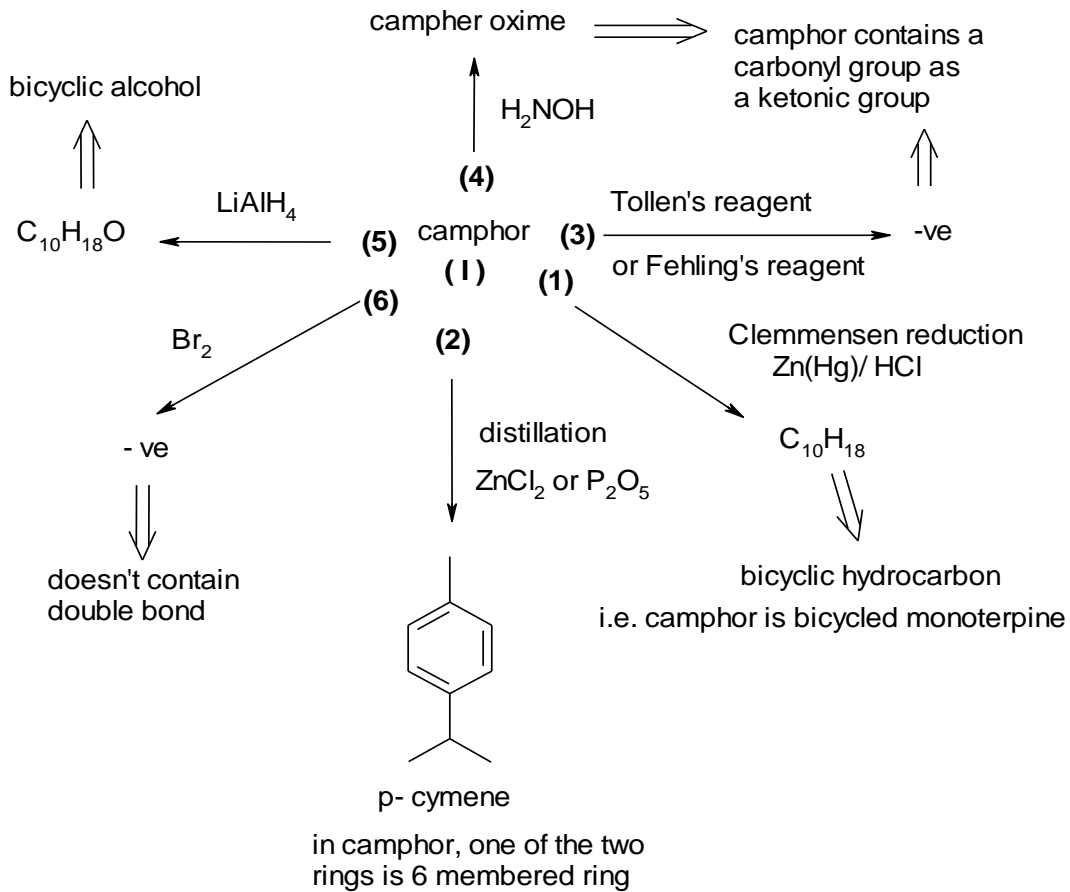 campher oxime
camphor contains a
carbonyl group as
a ketonic group
bicyclic alcohol
H2NOH
(4)
LiAlH4
Tollen's reagent
C10H18O
(5)
camphor
(3)
-ve
or Fehling's reagent
( I )
(1)
(6)
Br2
(2)
Clemmensen reduction
Zn(Hg)/ HCl
- ve
distillation
C10H18
ZnCl2 or P2O5
doesn't contain
double bond
bicyclic hydrocarbon
i.e. camphor is bicycled monoterpine
p- cymene
in camphor, one of the two
rings is 6 membered ring